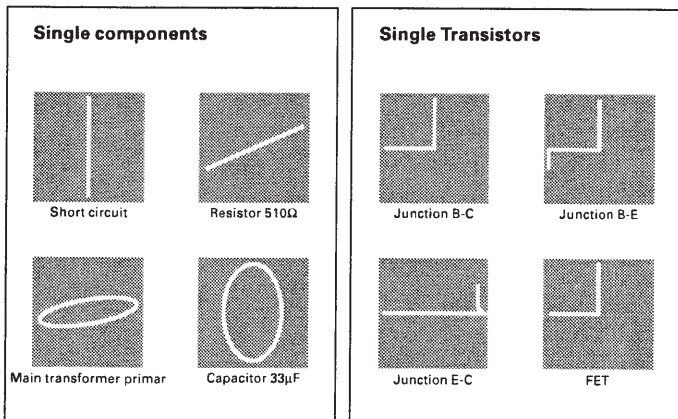 Single components
Short circuit
Resistor 510Ω
Main transformer primar
Capacitor 33µF
Single Transistors
Junction B-C
Junction B-E
Junction E-C
FET